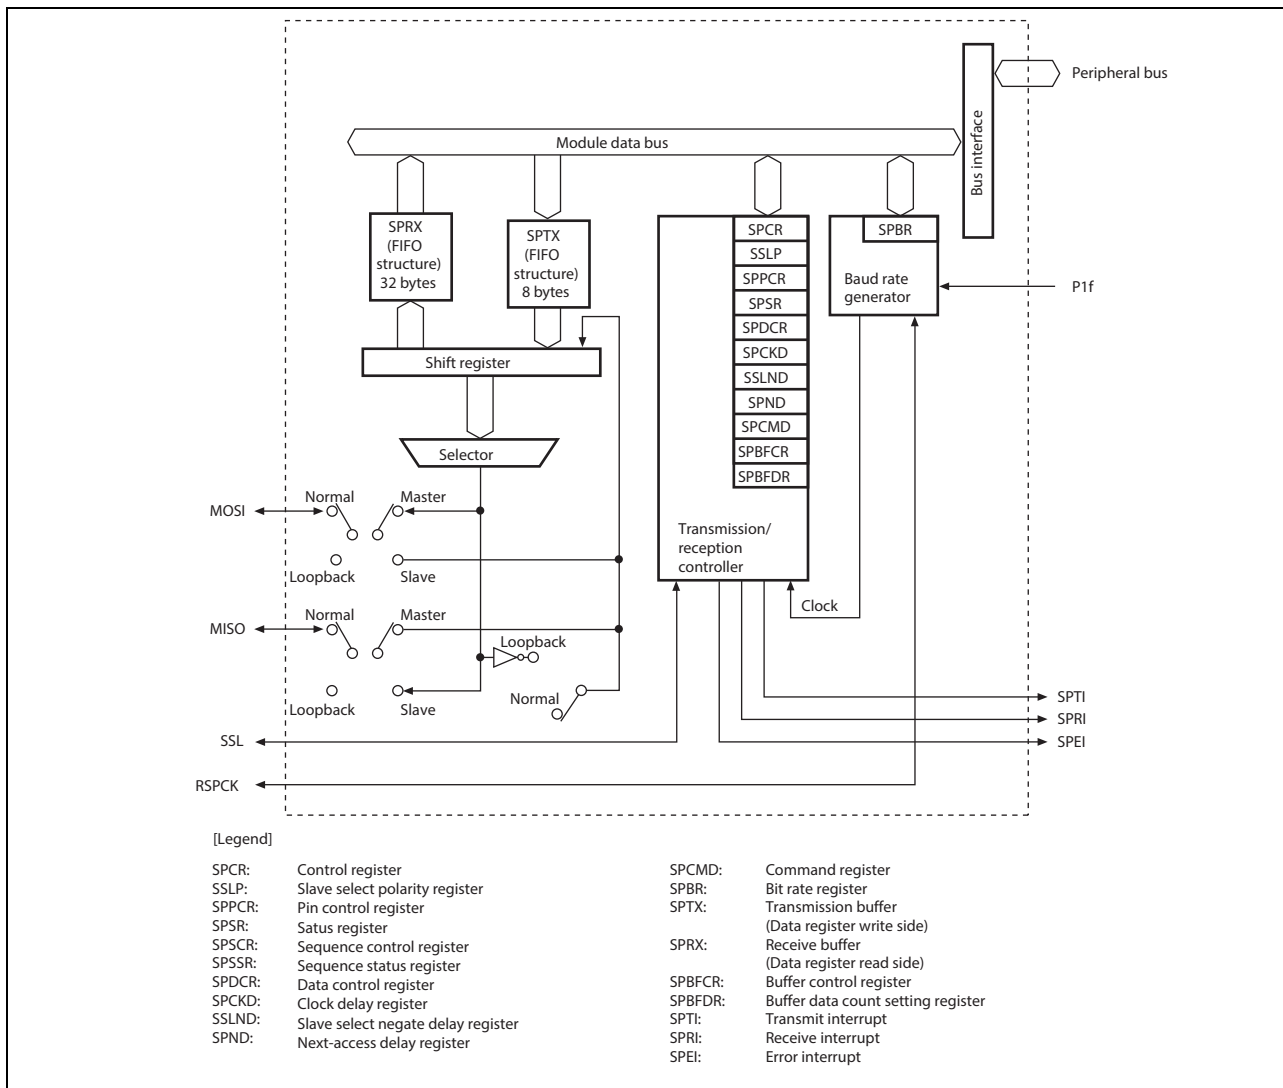 Peripheral bus
Bus interface
Module data bus
SPRX
(FIFO
structure)
32 bytes
SPTX
(FIFO
structure)
8 bytes
SPCR
SSLP
SPPCR
SPSR
SPDCR
SPCKD
SSLND
SPND
SPCMD
SPBFCR
SPBFDR
Transmission/
reception
controller
SPBR
Baud rate
generator
P1f
Shift register
Selector
Clock
MOSI
Normal
Master
Loopback
Slave
MISO
Normal
Master
Loopback
Loopback
Slave
Normal
SSL
RSPCK
SPTI
SPRI
SPEI
[Legend]
SPCR: Control register
SSLP: Slave select polarity register
SPPCR: Pin control register
SPSR: Satus register
SPSCR: Sequence control register
SPSSR: Sequence status register
SPDCR: Data control register
SPCKD: Clock delay register
SSLND: Slave select negate delay register
SPND: Next-access delay register
SPCMD: Command register
SPBR: Bit rate register
SPTX: Transmission buffer
(Data register write side)
SPRX: Receive buffer
(Data register read side)
SPBFCR: Buffer control register
SPBFDR: Buffer data count setting register
SPTI: Transmit interrupt
SPRI: Receive interrupt
SPEI: Error interrupt